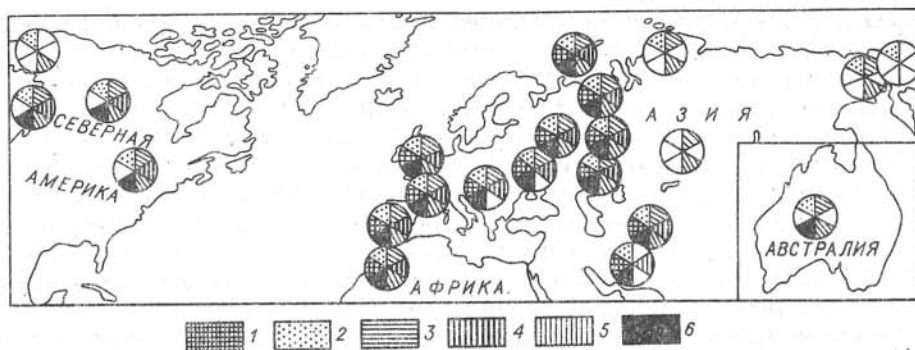 А З И Я
СЕВЕРНАЯ
АМЕРИКА
АФРИКА.
АВСТРАЛИЯ
1 2 3 4 5 6